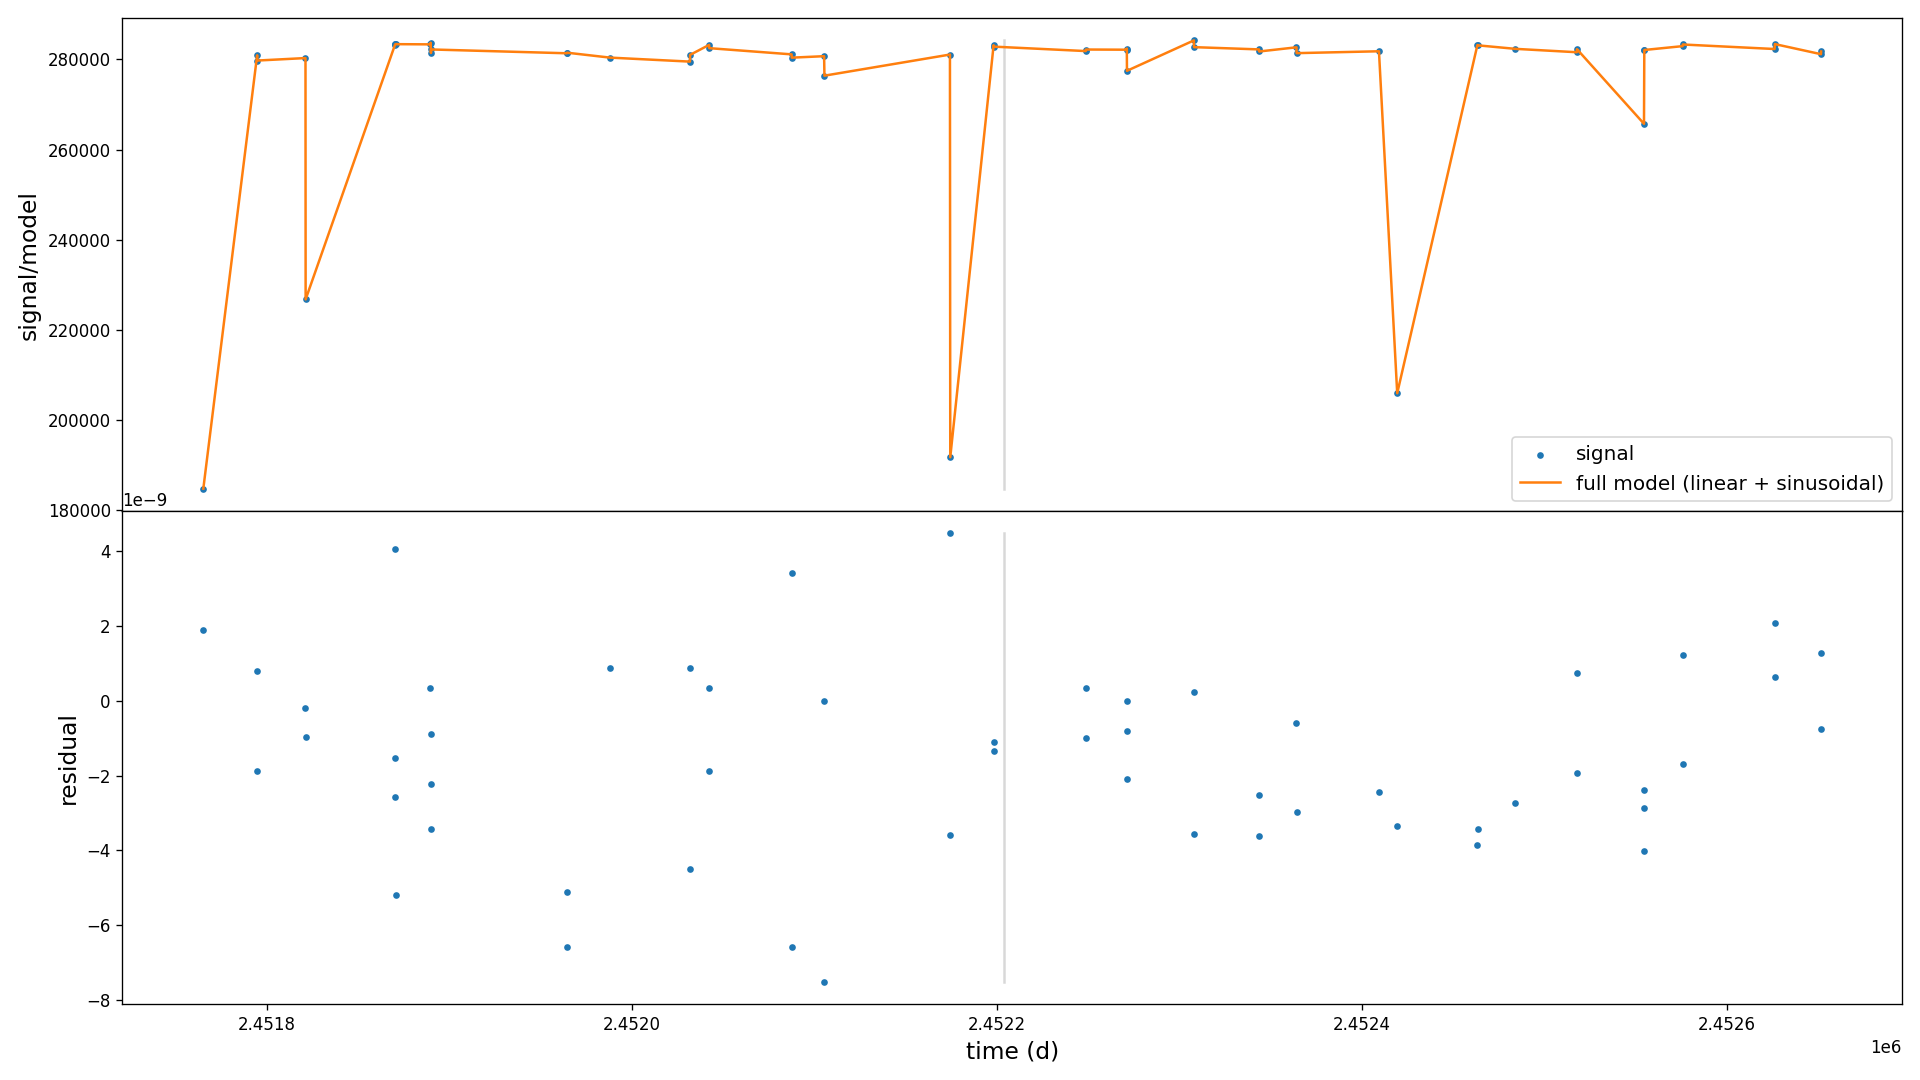 280000
260000
240000
220000
200000
180000
signal/model
signal
full model (linear + sinusoidal)
1e−9
4
2
0
−2
−4
−6
−8
residual
2.4518
2.4520
2.4522
2.4524
2.4526
time (d)
1e6